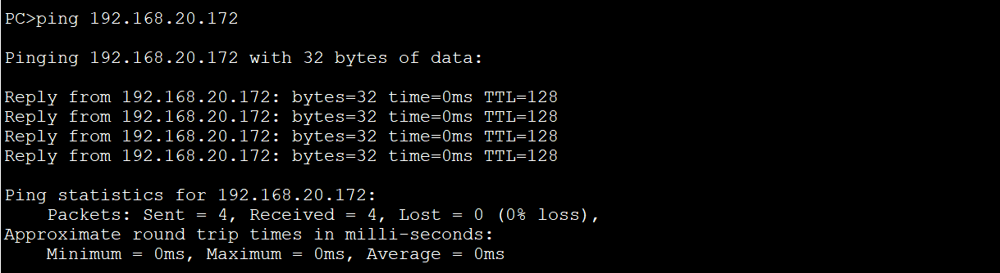 PC>ping 192.168.20.172
Pinging 192.168.20.172 with 32 bytes of data:
Reply from 192.168.20.172: bytes=32 time=0ms TTL=128
Reply from 192.168.20.172: bytes=32 time=0ms TTL=128
Reply from 192.168.20.172: bytes=32 time=0ms TTL=128
Reply from 192.168.20.172: bytes=32 time=0ms TTL=128
Ping statistics for 192.168.20.172:
    Packets: Sent = 4, Received = 4, Lost = 0 (0% loss),
Approximate round trip times in milli-seconds:
    Minimum = 0ms, Maximum = 0ms, Average = 0ms